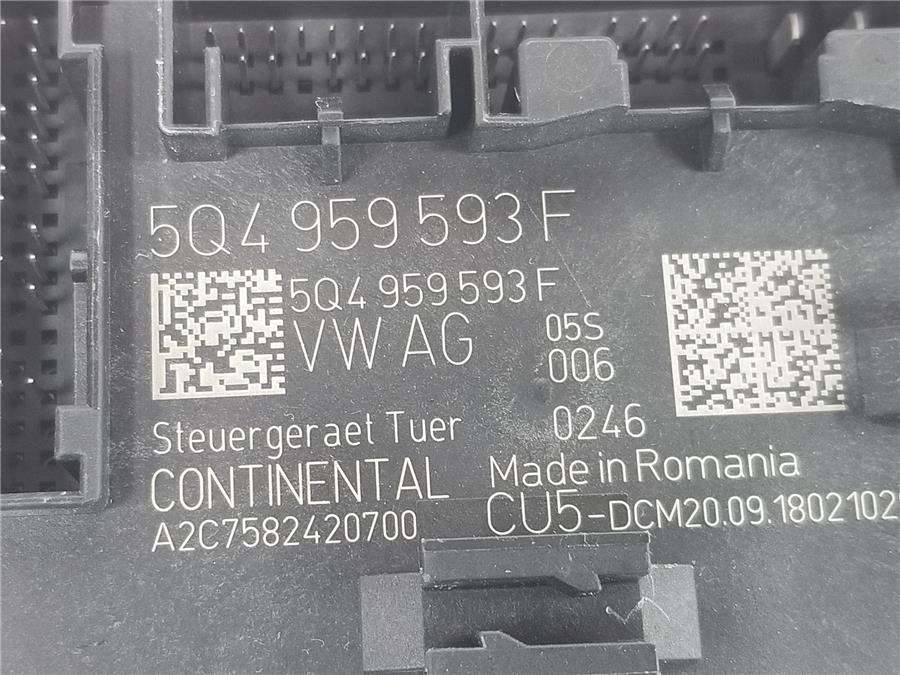 5Q4 959 593 F
5Q4 959 593 F
VW AG
05S
006
Steuergeraet Tuer
0246
CONTINENTAL
Made in Romania
A2C7582420700
CU5-DCM20.09.1802102